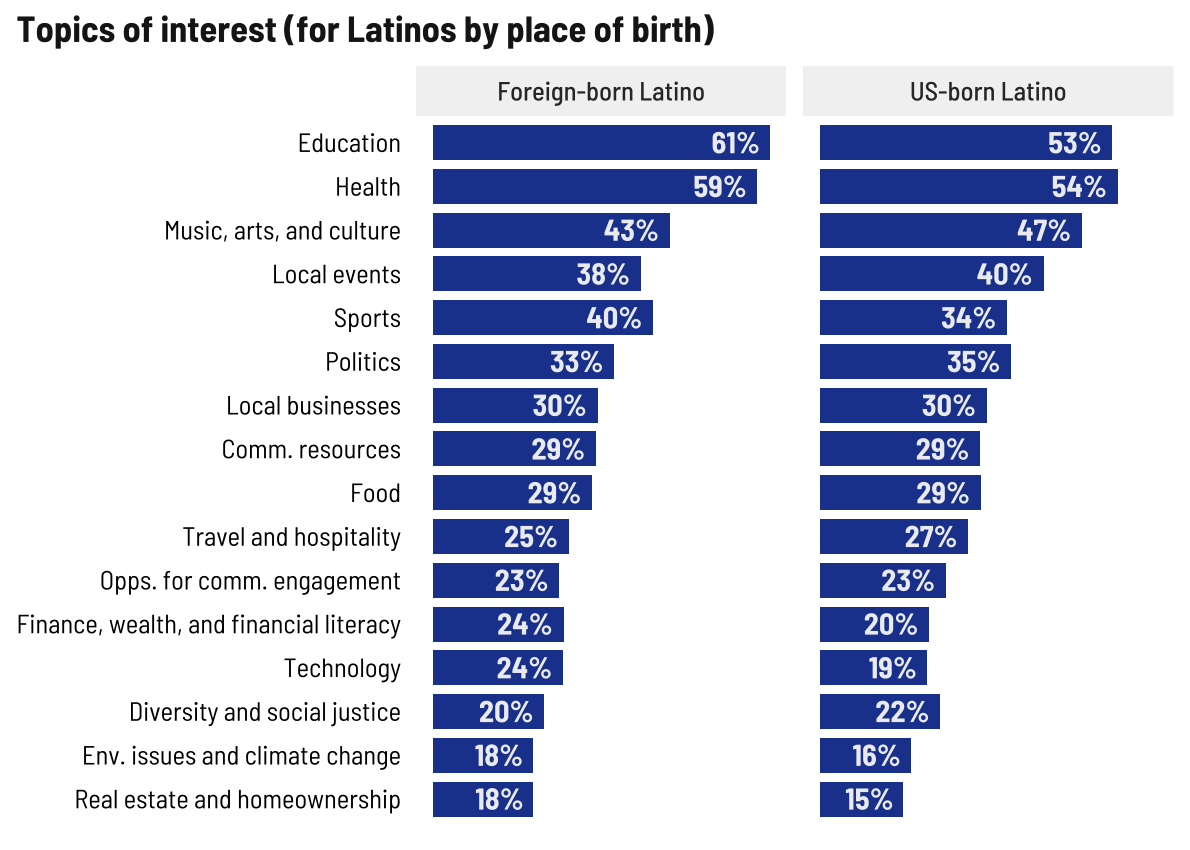 Topics of interest (for Latinos by place of birth)
Foreign-born Latino US-born Latino
Education 61% 53%
Health 59% 54%
Music, arts, and culture 43% 47%
Local events 38% 40%
Sports 40% 34%
Politics 33% 35%
Local businesses 30% 30%
Comm. resources 29% 29%
Food 29% 29%
Travel and hospitality 25% 27%
Opps. for comm. engagement 23% 23%
Finance, wealth, and financial literacy 24% 20%
Technology 24% 19%
Diversity and social justice 20% 22%
Env. issues and climate change 18% 16%
Real estate and homeownership 18% 15%